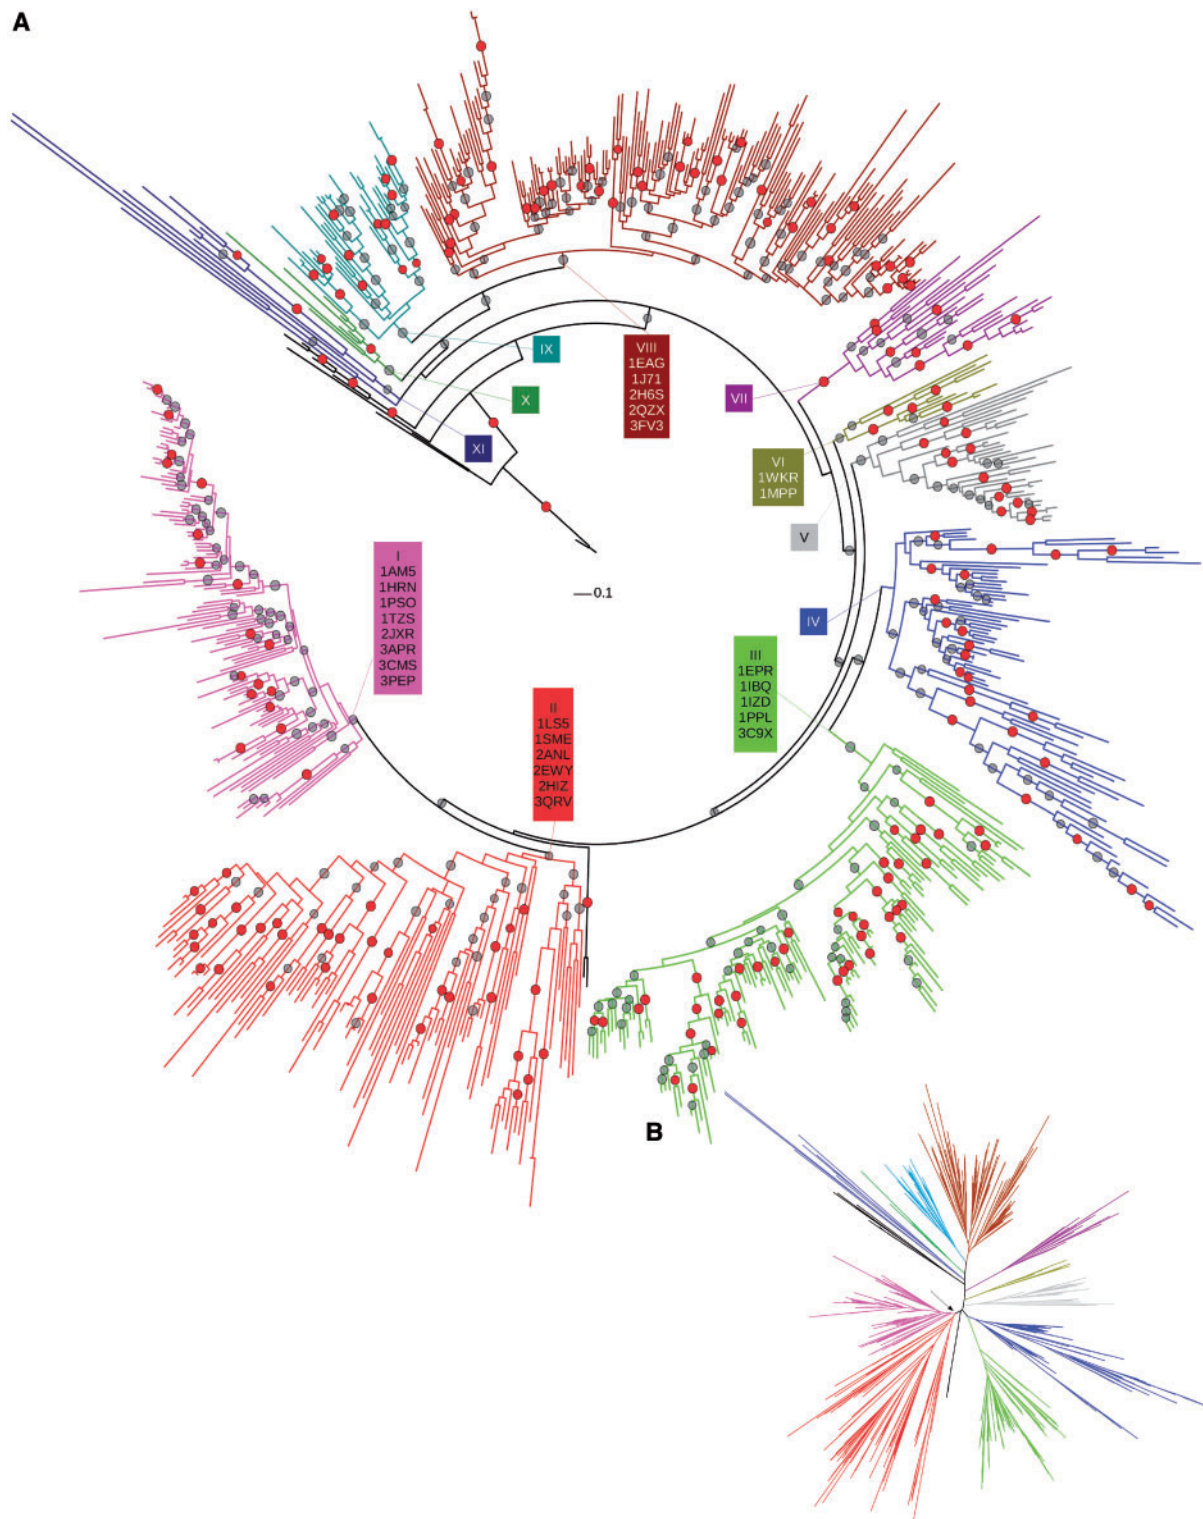 A
IX
X
XI
VIII
1EAG
1J71
2H6S
2QZX
3FV3
VII
VI
1WKR
1MPP
V
IV
I
1AM5
1HRN
1PSO
1TZS
2JXR
3APR
3CMS
3PEP
0.1
III
1EPR
1IBQ
1IZD
1PPL
3C9X
II
1LS5
1SME
2ANL
2EWY
2HIZ
3QRV
B